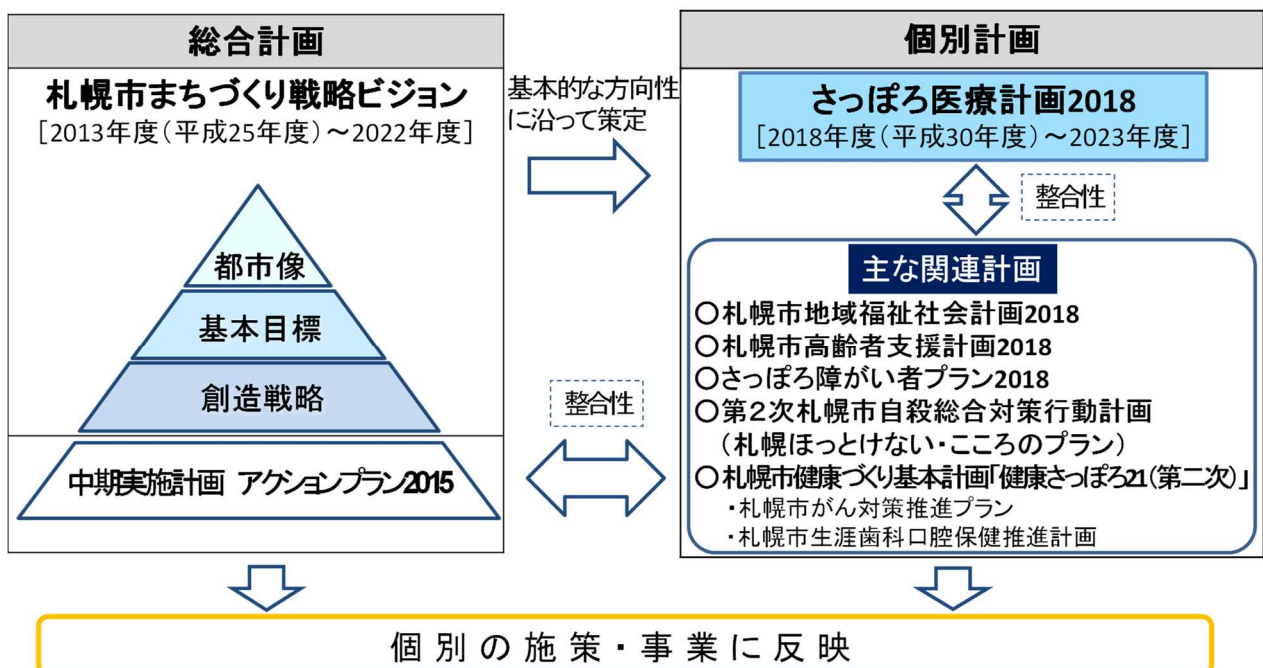 総合計画
札幌市まちづくり戦略ビジョン
[2013年度(平成25年度)~2022年度]
都市像
基本目標
創造戦略
中期実施計画 アクションプラン2015
基本的な方向性
に沿って策定
整合性
個別計画
さっぽろ医療計画2018
[2018年度(平成30年度)~2023年度]
整合性
主な関連計画
○札幌市地域福祉社会計画2018
○札幌市高齢者支援計画2018
○さっぽろ障がい者プラン2018
○第2次札幌市自殺総合対策行動計画
(札幌ほっとけない・こころのプラン)
○札幌市健康づくり基本計画「健康さっぽろ21(第二次)」
・札幌市がん対策推進プラン
・札幌市生涯歯科口腔保健推進計画
個別の施策・事業に反映